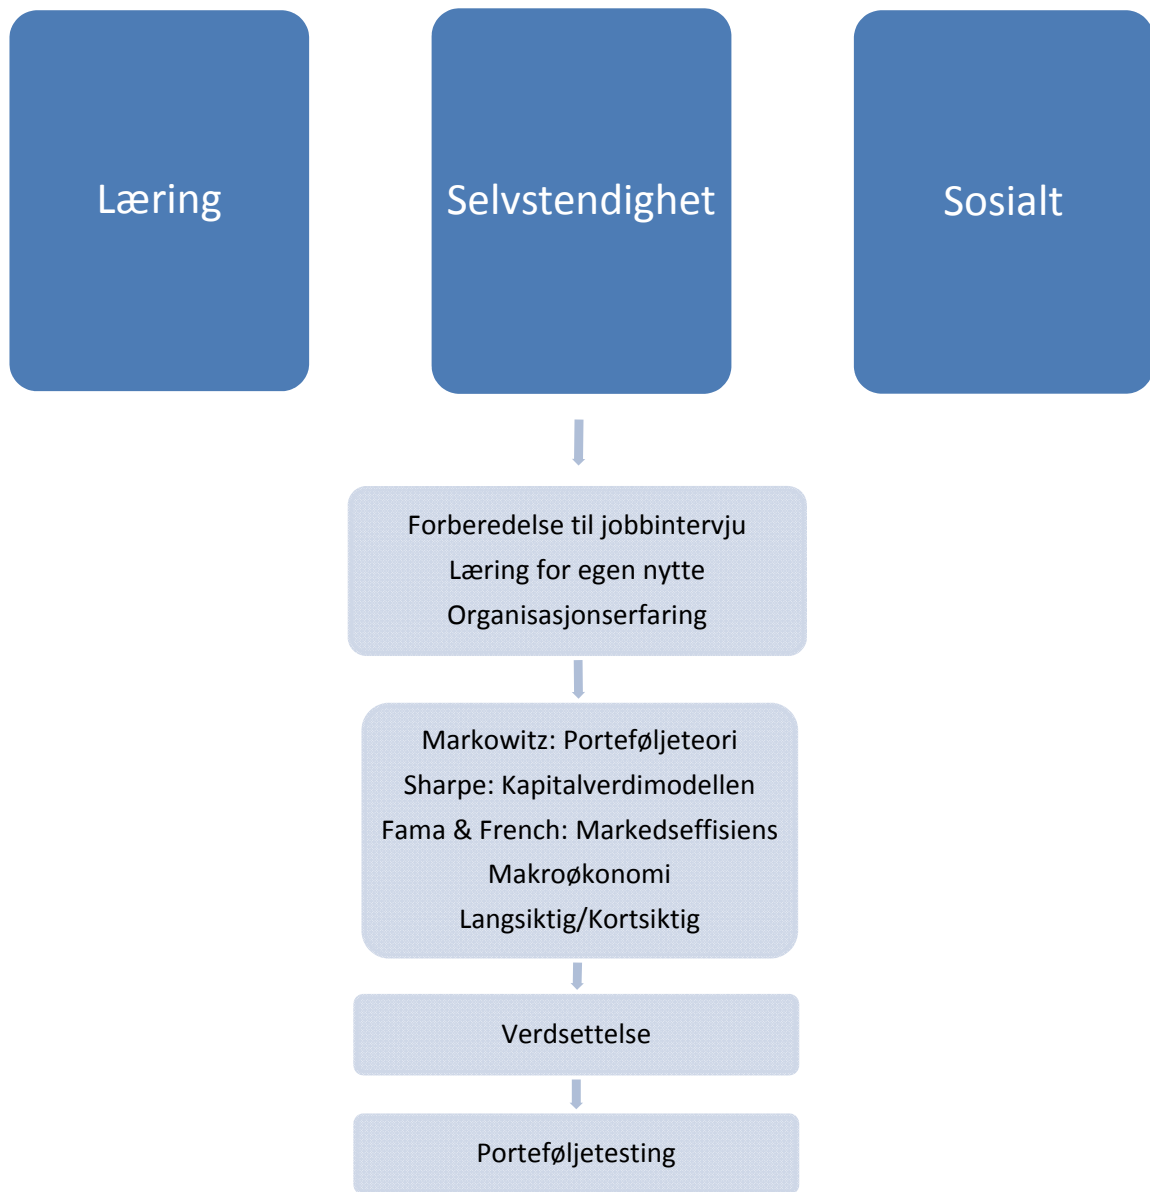 Læring
Selvstendighet
Sosialt
Forberedelse til jobbintervju
Læring for egen nytte
Organisasjonserfaring
Markowitz: Porteføljeteori
Sharpe: Kapitalverdimodellen
Fama & French: Markedseffisiens
Makroøkonomi
Langsiktig/Kortsiktig
Verdsettelse
Porteføljetesting